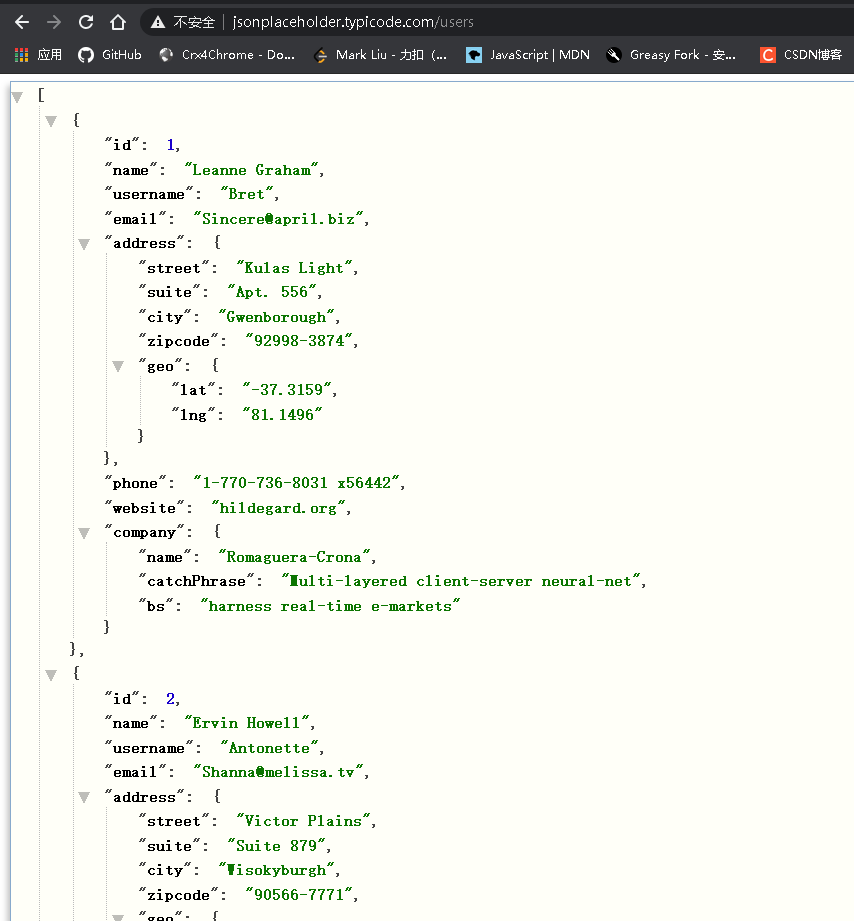 不安全 | jsonplaceholder.typicode.com/users
应用 GitHub Crx4Chrome - Do... Mark Liu - 力扣 (... JavaScript | MDN Greasy Fork - 安... CSDN博客
[
{
"id": 1,
"name": "Leanne Graham",
"username": "Bret",
"email": "Sincere@april.biz",
"address": {
"street": "Kulas Light",
"suite": "Apt. 556",
"city": "Gwenborough",
"zipcode": "92998-3874",
"geo": {
"lat": "-37.3159",
"lng": "81.1496"
}
},
"phone": "1-770-736-8031 x56442",
"website": "hildegard.org",
"company": {
"name": "Romaguera-Crona",
"catchPhrase": "Multi-layered client-server neural-net",
"bs": "harness real-time e-markets"
}
},
{
"id": 2,
"name": "Ervin Howell",
"username": "Antonette",
"email": "Shanna@melissa.tv",
"address": {
"street": "Victor Plains",
"suite": "Suite 879",
"city": "Wisokyburgh",
"zipcode": "90566-7771",
"geo": {